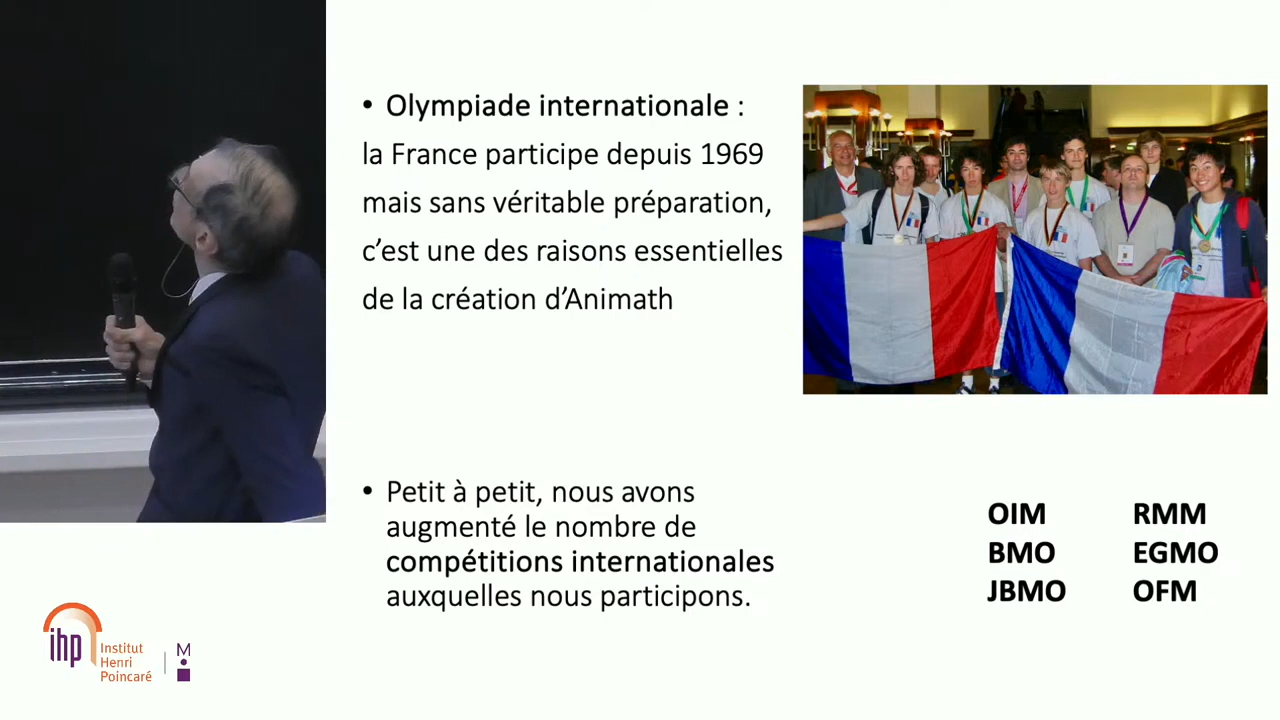 • Olympiade internationale :
la France participe depuis 1969
mais sans véritable préparation,
c’est une des raisons essentielles
de la création d’Animath
• Petit à petit, nous avons
augmenté le nombre de
compétitions internationales
auxquelles nous participons.
OIM RMM
BMO EGMO
JBMO OFM
ihp Institut
Henri
Poincaré
M